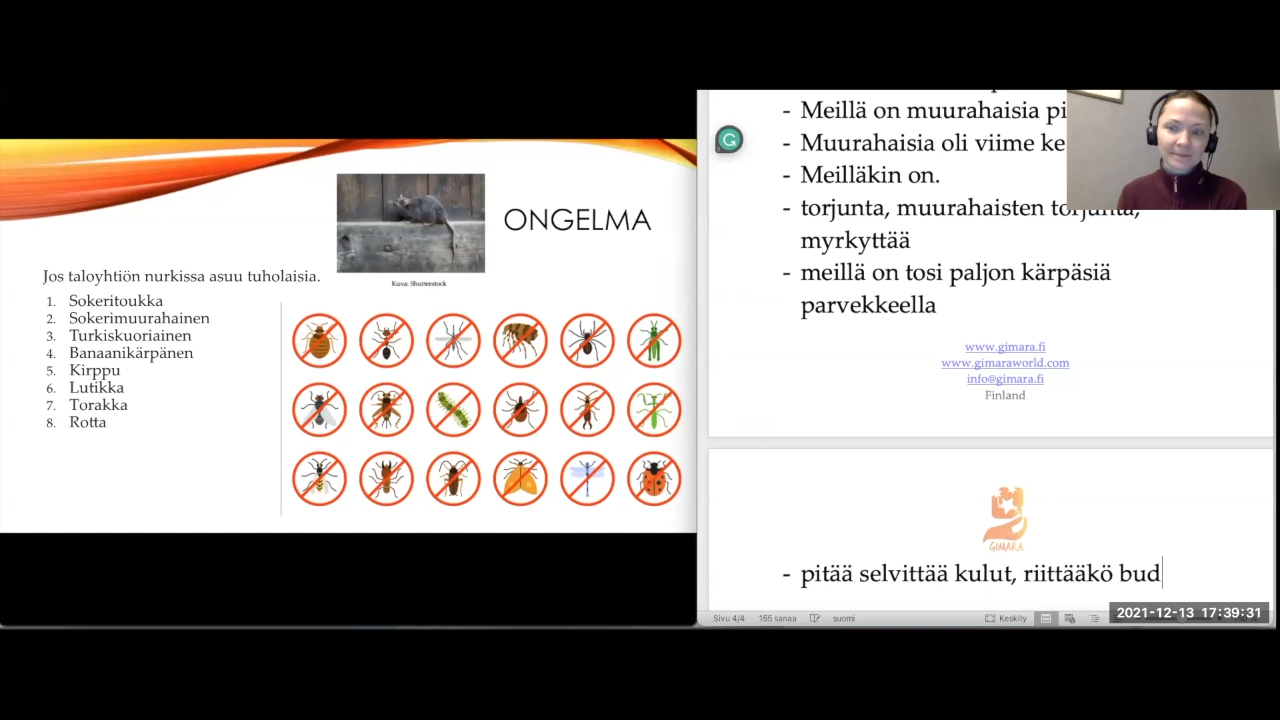 ONGELMA
Kuva: Shutterstock
Jos taloyhtiön nurkissa asuu tuholaisia.
1. Sokeritoukka
2. Sokerimuurahainen
3. Turkiskuoriainen
4. Banaanikärpänen
5. Kirppu
6. Lutikka
7. Torakka
8. Rotta
- Meillä on muurahaisia pi
- Muurahaisia oli viime ke
- Meilläkin on.
- torjunta, muurahaisten torjunta,
myrkyttää
- meillä on tosi paljon kärpäsiä
parvekkeella
www.gimara.fi
www.gimaraworld.com
info@gimara.fi
Finland
GIMARA
- pitää selvittää kulut, riittääkö bud
Sivu 4/4 155 sanaa suomi Keskity
2021-12-13 17:39:31